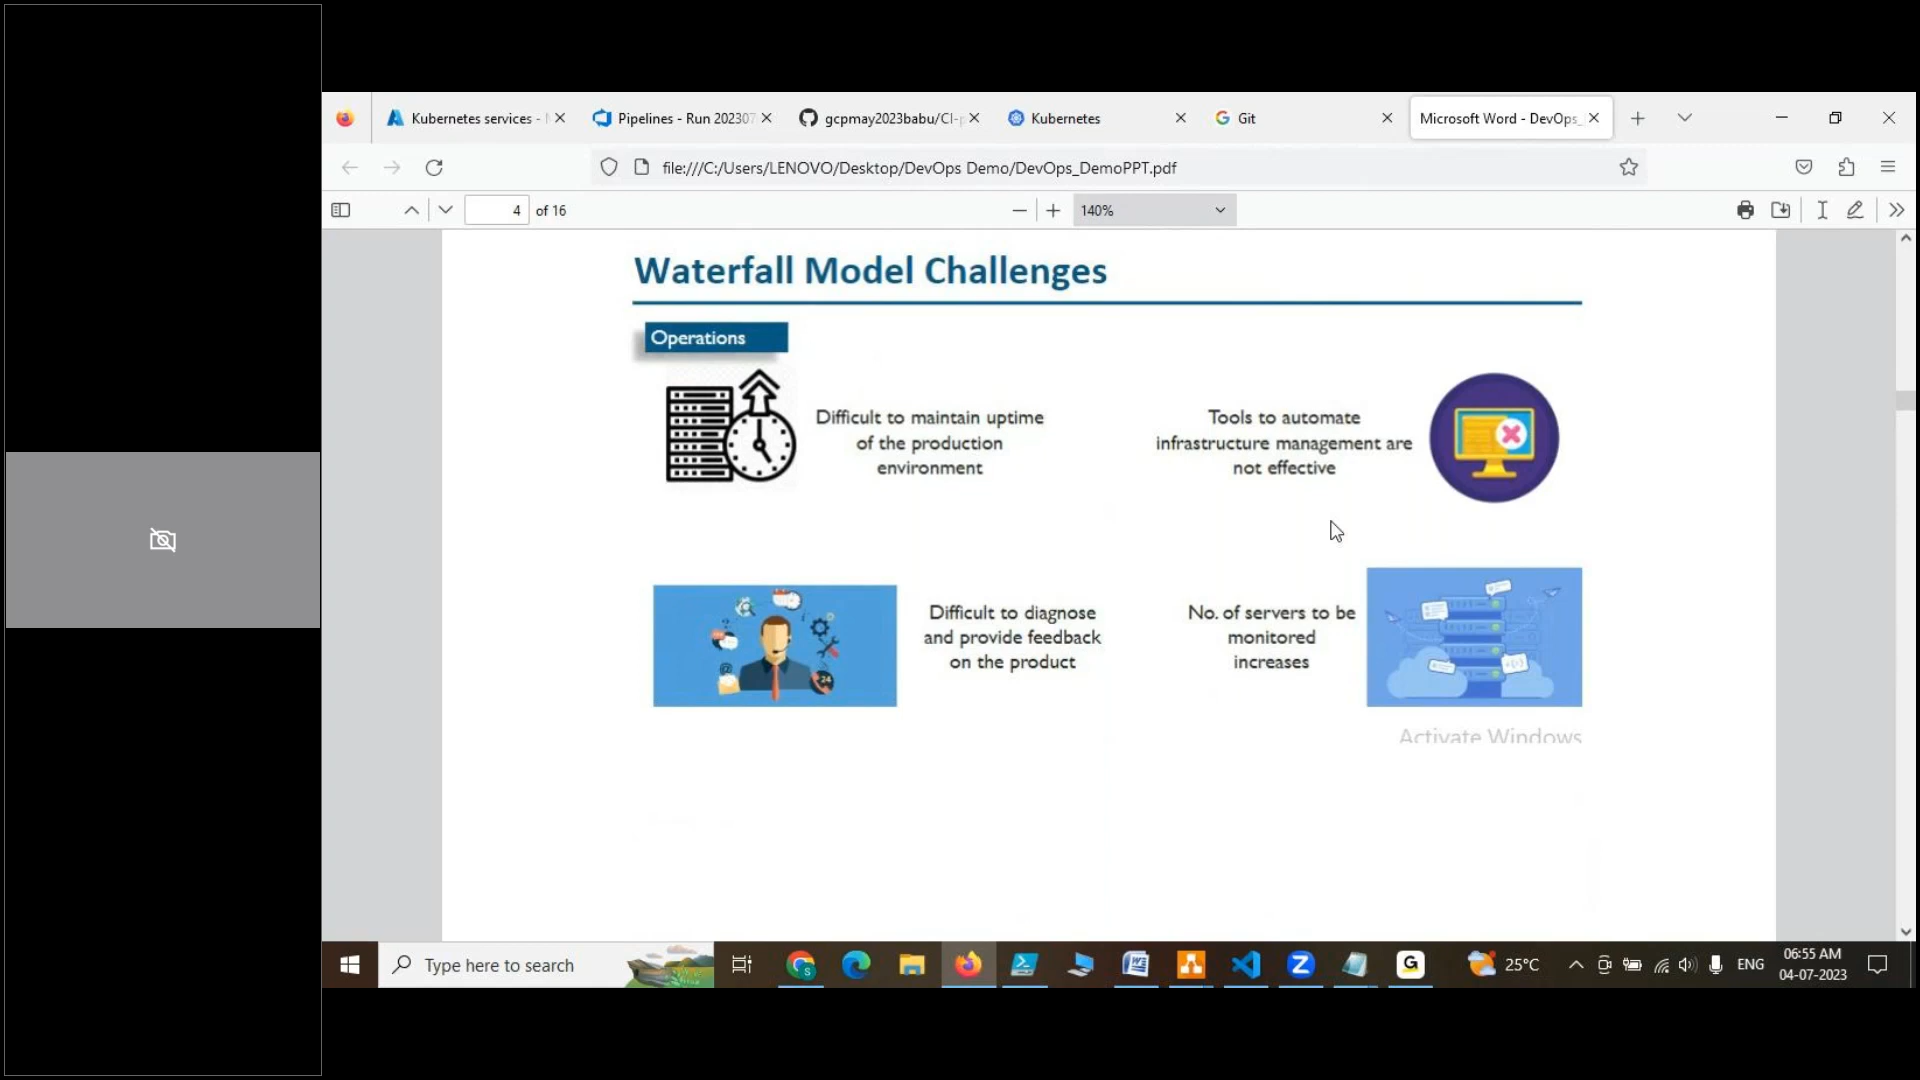 Kubernetes services -
Pipelines - Run 202307
gcpmay2023babu/CI-p
Kubernetes
Git
Microsoft Word - DevOps_
file:///C:/Users/LENOVO/Desktop/DevOps Demo/DevOps_DemoPPT.pdf
4 of 16
140%
Waterfall Model Challenges
Operations
Difficult to maintain uptime
of the production
environment
Tools to automate
infrastructure management are
not effective
Difficult to diagnose
and provide feedback
on the product
No. of servers to be
monitored
increases
Activate Windows
Type here to search
25°C
ENG
06:55 AM
04-07-2023